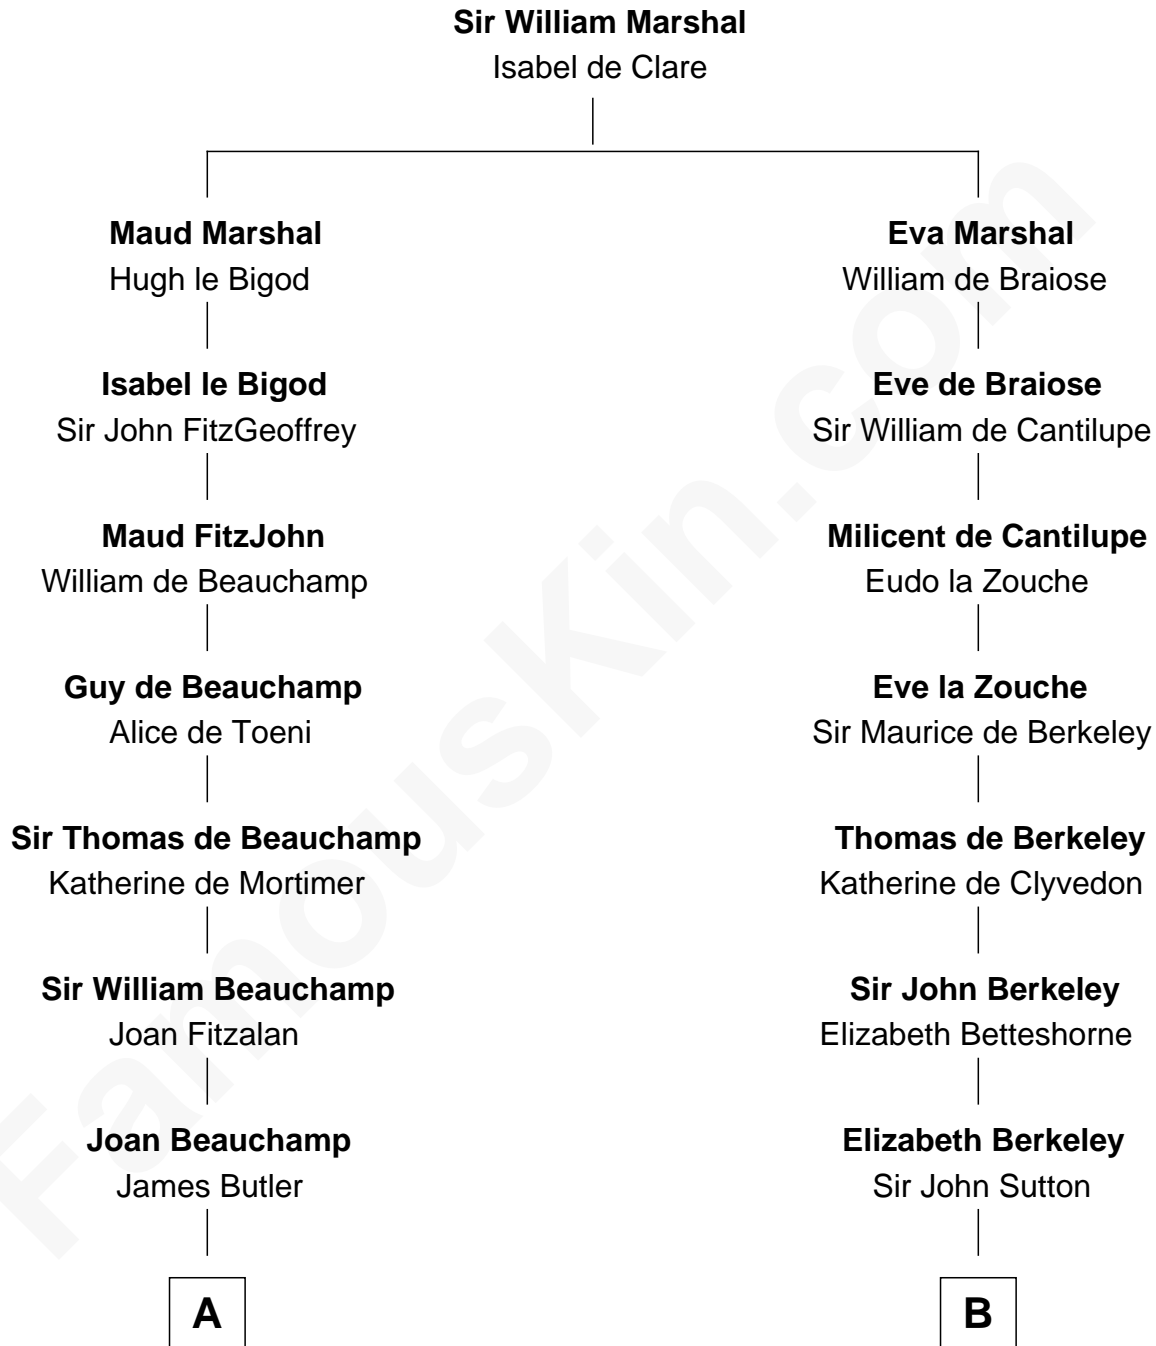 Sir William Marshal
Isabel de Clare
Maud Marshal
Hugh le Bigod
Eva Marshal
William de Braiose
Isabel le Bigod
Sir John FitzGeoffrey
Eve de Braiose
Sir William de Cantilupe
Maud FitzJohn
William de Beauchamp
Milicent de Cantilupe
Eudo la Zouche
Guy de Beauchamp
Alice de Toeni
Eve la Zouche
Sir Maurice de Berkeley
Sir Thomas de Beauchamp
Katherine de Mortimer
Thomas de Berkeley
Katherine de Clyvedon
Sir William Beauchamp
Joan Fitzalan
Sir John Berkeley
Elizabeth Betteshorne
Joan Beauchamp
James Butler
Elizabeth Berkeley
Sir John Sutton
A
B
FamousKin.com